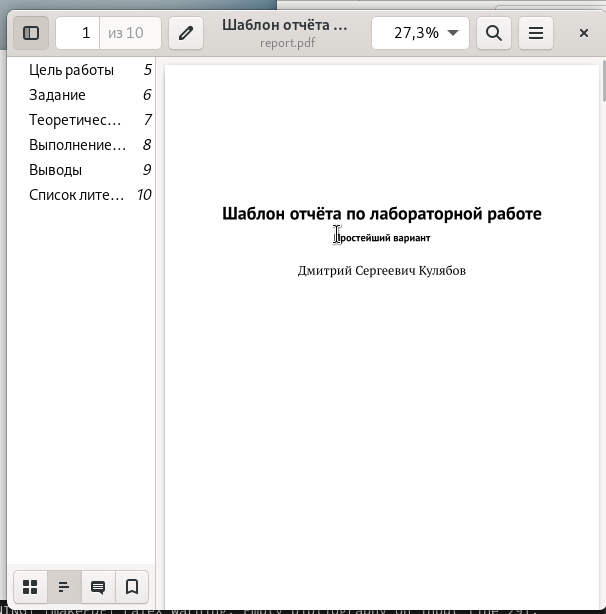 Шаблон отчёта …
report.pdf
1 из 10
27,3%
Цель работы 5
Задание 6
Теоретичес… 7
Выполнение… 8
Выводы 9
Список лите… 10
Шаблон отчёта по лабораторной работе
Простейший вариант
Дмитрий Сергеевич Кулябов